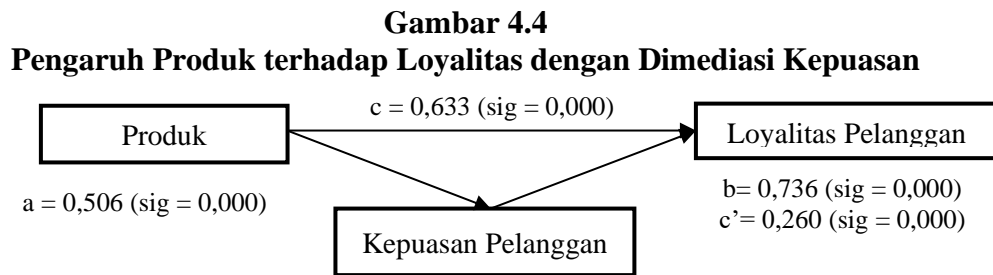 Gambar 4.4
Pengaruh Produk terhadap Loyalitas dengan Dimediasi Kepuasan
c = 0,633 (sig = 0,000)
Produk
Loyalitas Pelanggan
a = 0,506 (sig = 0,000)
b= 0,736 (sig = 0,000)
c’= 0,260 (sig = 0,000)
Kepuasan Pelanggan